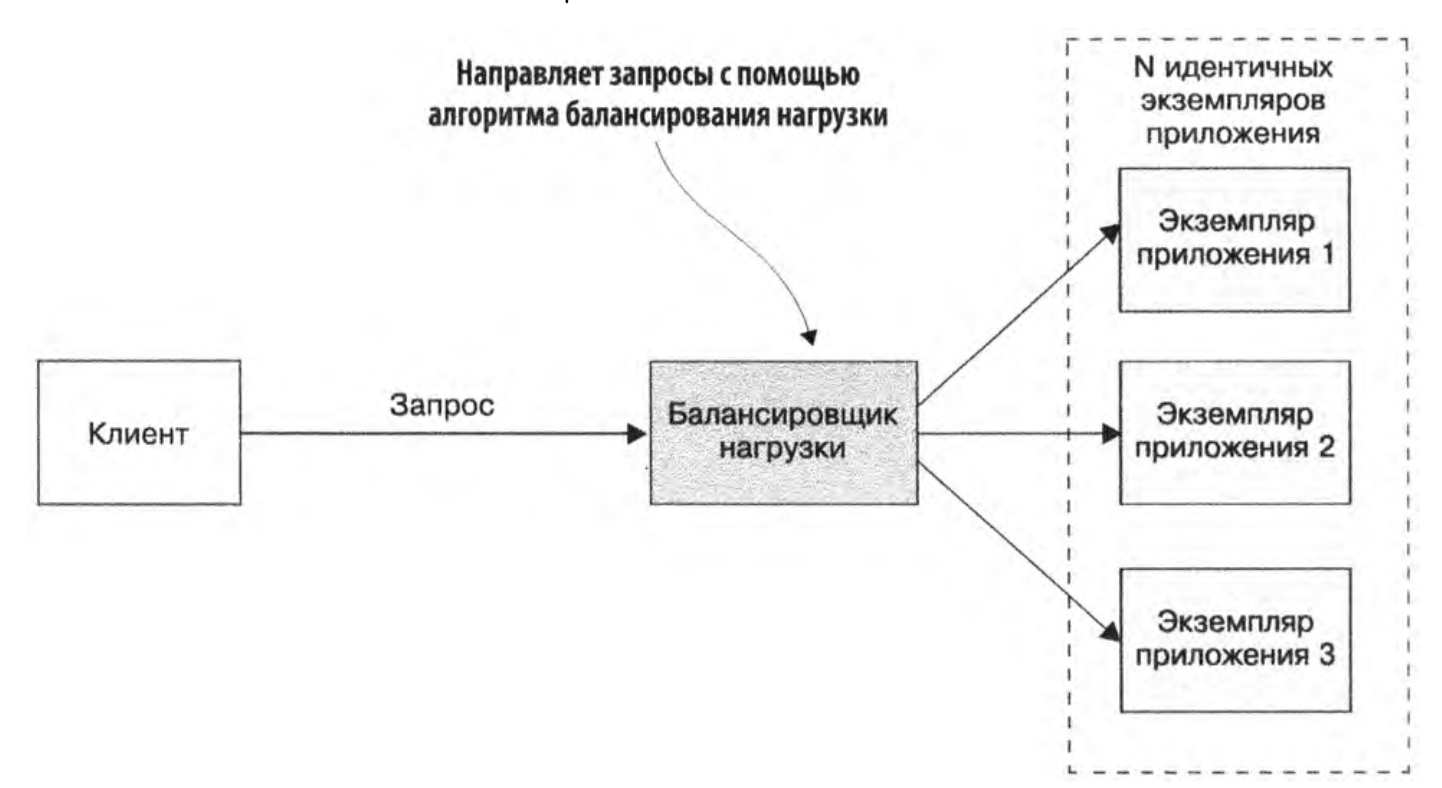 Направляет запросы с помощью
алгоритма балансирования нагрузки
N идентичных
экземпляров
приложения
Экземпляр
приложения 1
Клиент
Запрос
Балансировщик
нагрузки
Экземпляр
приложения 2
Экземпляр
приложения 3